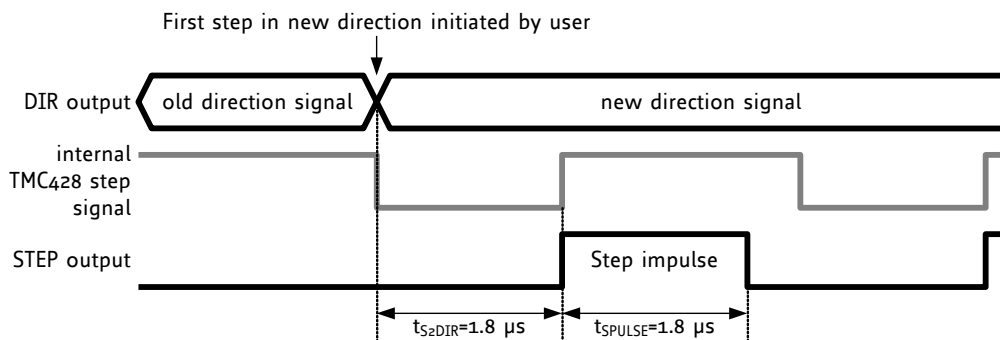 First step in new direction initiated by user
DIR output
old direction signal
new direction signal
internal
TMC428 step
signal
STEP output
Step impulse
tS2DIR=1.8 µs
tSPULSE=1.8 µs